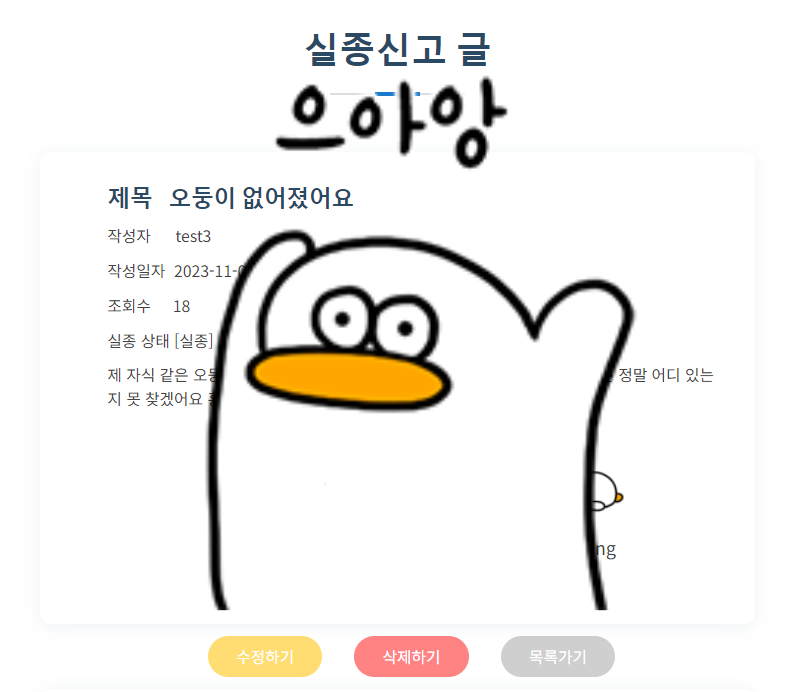 실종신고 글
으아앙
제목 오둥이 없어졌어요
작성자 test3
작성일자 2023-11-0
조회수 18
실종 상태 [실종]
제 자식 같은 오둥 정말 어디 있는
지 못 찾겠어요
ng
수정하기 삭제하기 목록가기